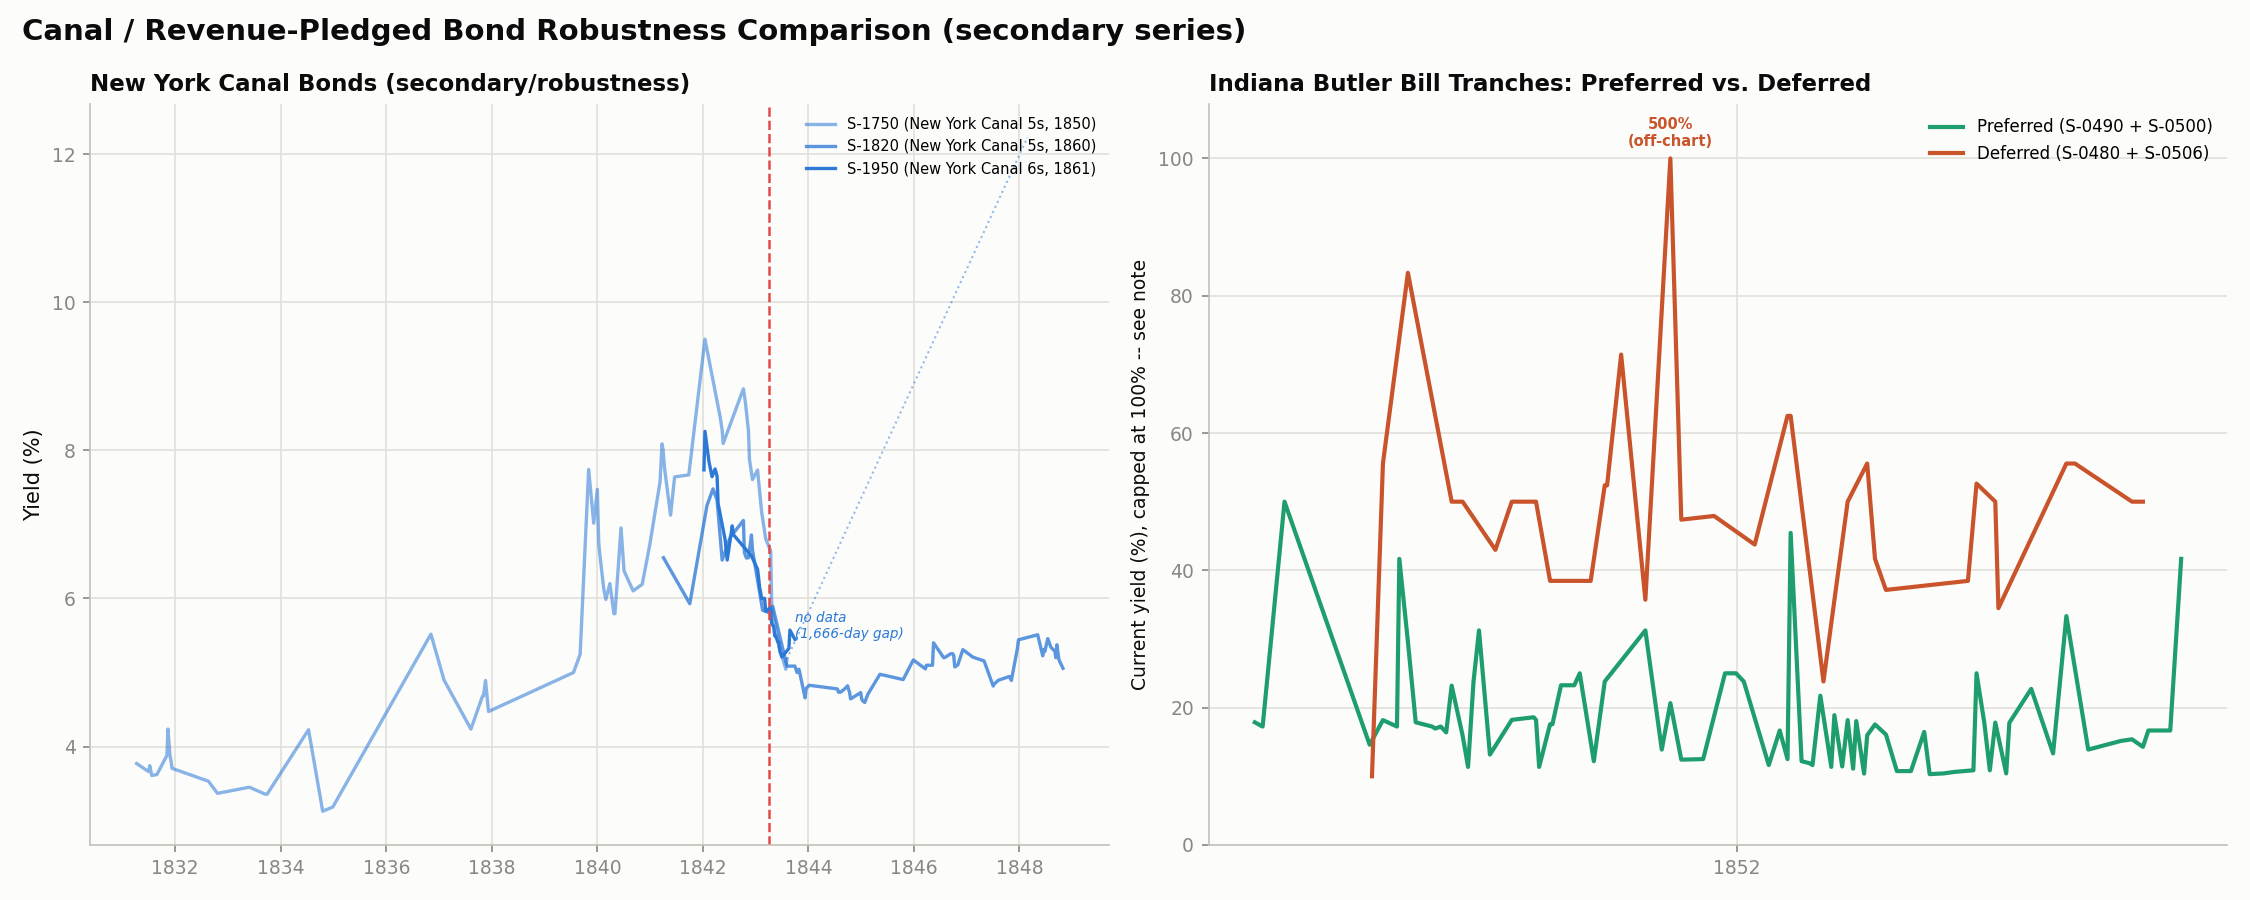 Canal / Revenue-Pledged Bond Robustness Comparison (secondary series)
New York Canal Bonds (secondary/robustness)
Yield (%)
12
10
8
6
4
S-1750 (New York Canal 5s, 1850)
S-1820 (New York Canal 5s, 1860)
S-1950 (New York Canal 6s, 1861)
no data
(1,666-day gap)
1832
1834
1836
1838
1840
1842
1844
1846
1848
Indiana Butler Bill Tranches: Preferred vs. Deferred
Current yield (%), capped at 100% -- see note
100
80
60
40
20
0
500%
(off-chart)
Preferred (S-0490 + S-0500)
Deferred (S-0480 + S-0506)
1852